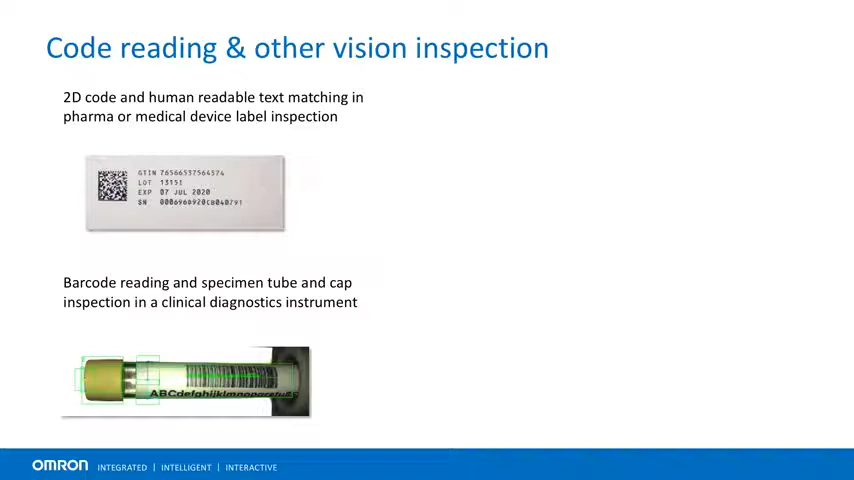 Code reading & other vision inspection
2D code and human readable text matching in
pharma or medical device label inspection
GTIN 76566537564574
LOT 13151
EXP 07 JUL 2020
SN
Barcode reading and specimen tube and cap
inspection in a clinical diagnostics instrument
OMRON INTEGRATED | INTELLIGENT | INTERACTIVE